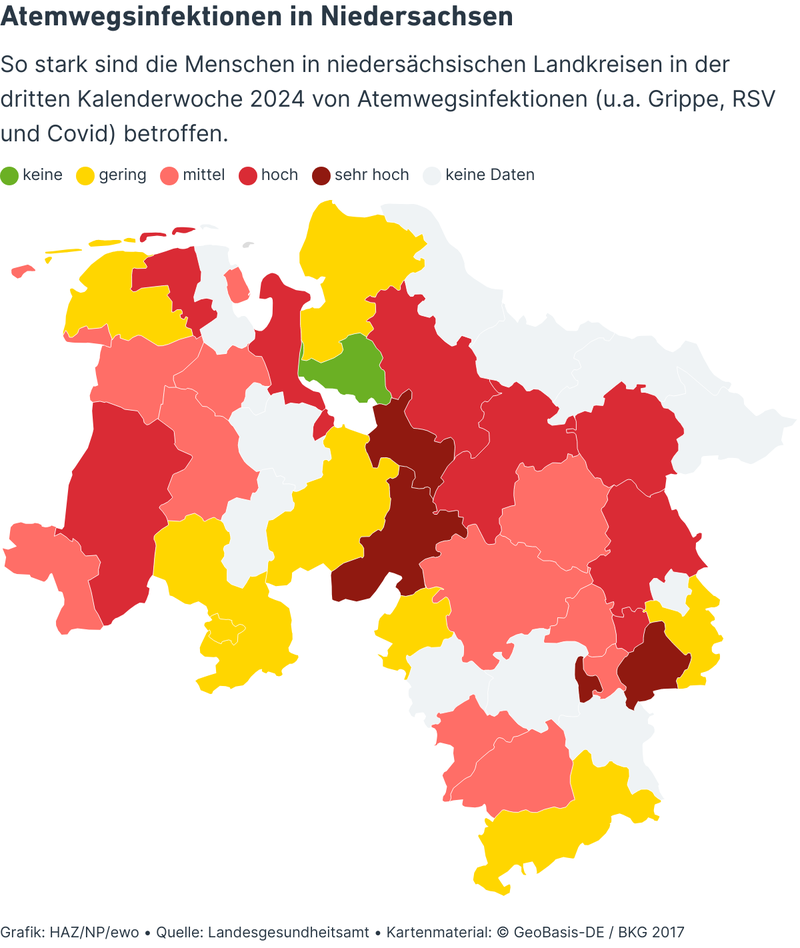 Atemwegsinfektionen in Niedersachsen
So stark sind die Menschen in niedersächsischen Landkreisen in der
dritten Kalenderwoche 2024 von Atemwegsinfektionen (u.a. Grippe, RSV
und Covid) betroffen.
keine gering mittel hoch sehr hoch keine Daten
Grafik: HAZ/NP/ewo • Quelle: Landesgesundheitsamt • Kartenmaterial: © GeoBasis-DE / BKG 2017